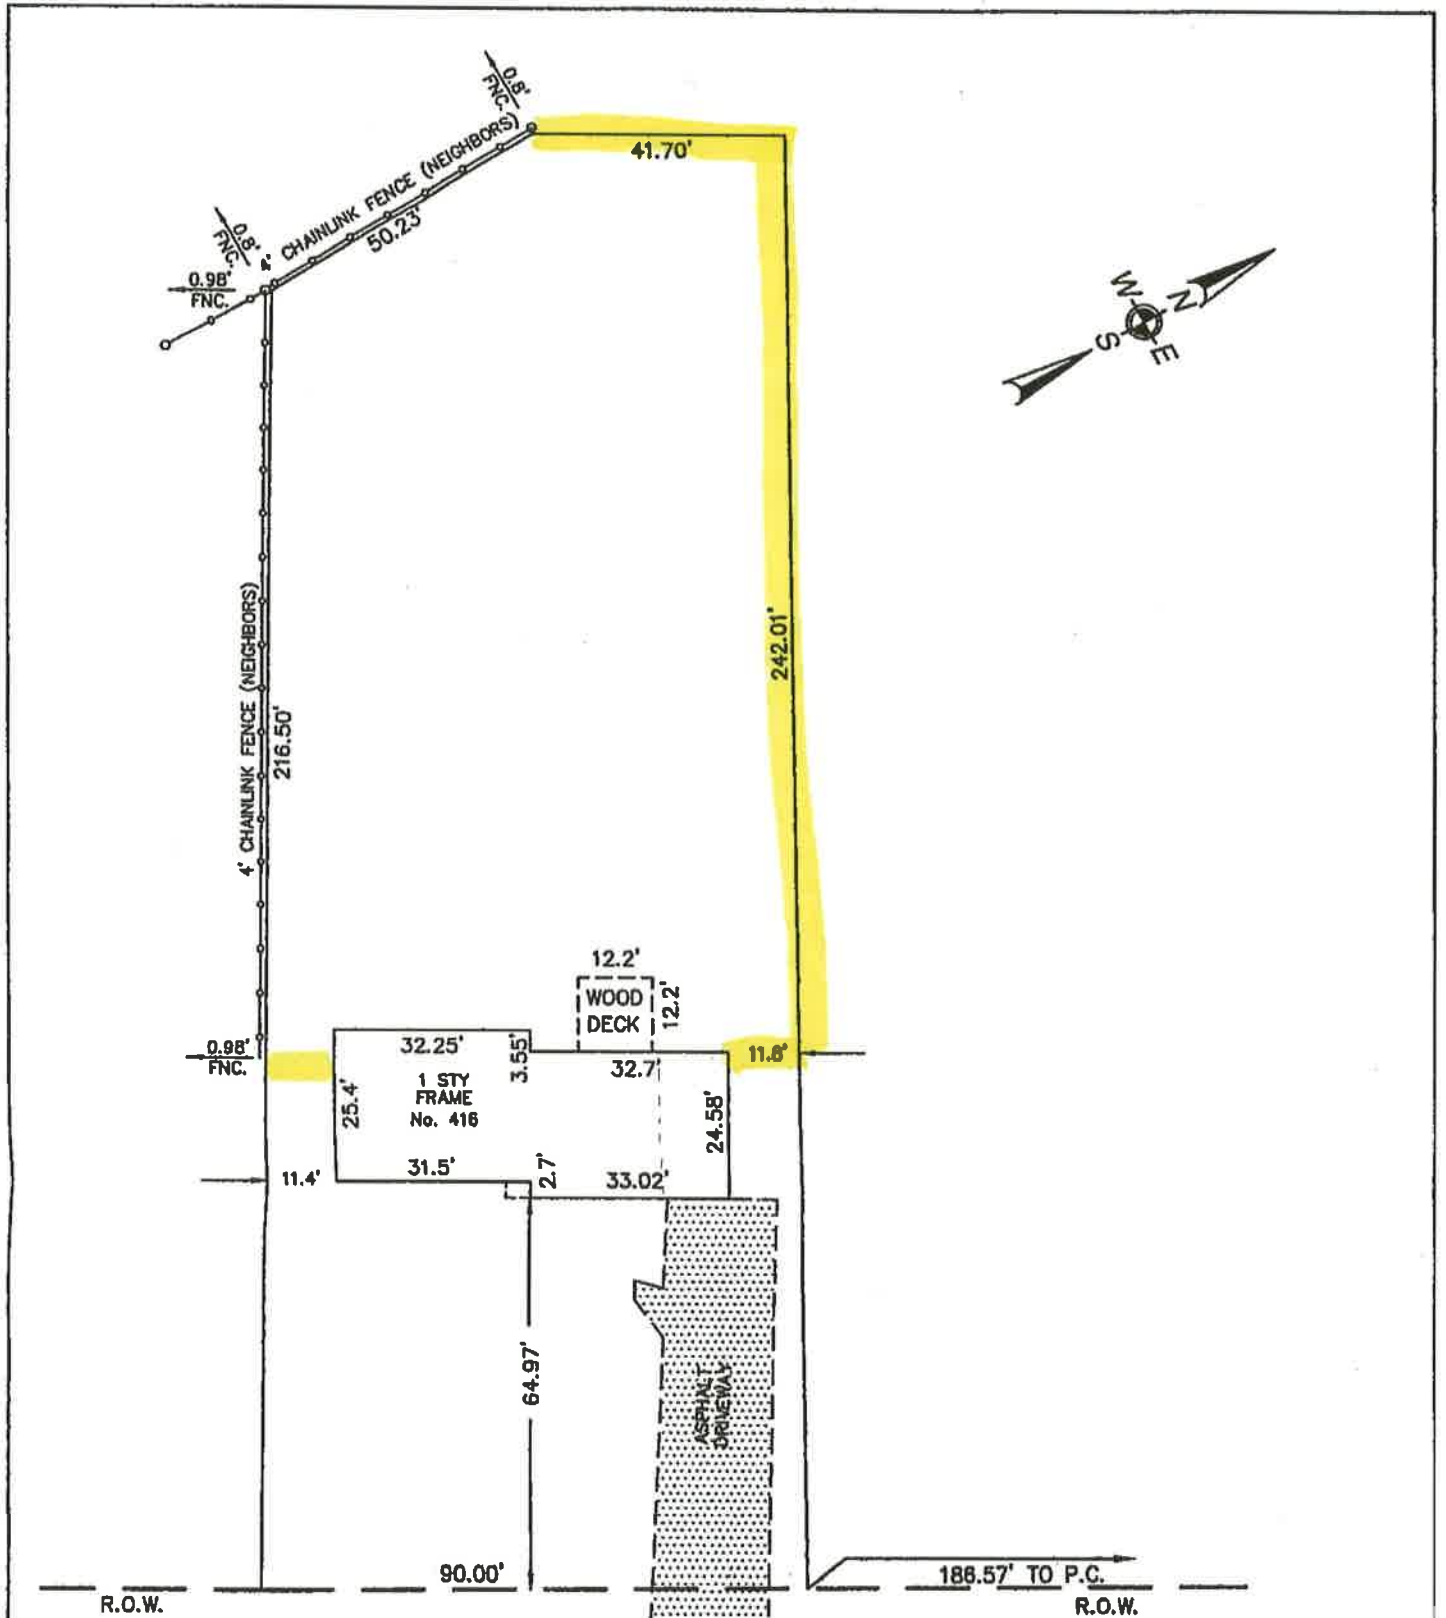 0.8'
FNC.
41.70'
4' CHAINLINK FENCE (NEIGHBORS)
50.23'
0.8'
FNC.
0.98'
FNC.
W
N
S
E
242.01'
4' CHAINLINK FENCE (NEIGHBORS)
216.50'
12.2'
WOOD
DECK
12.2'
0.98'
FNC.
32.25'
3.55'
32.7'
11.6'
1 STY
FRAME
No. 416
25.4'
24.58'
11.4'
31.5'
2.7'
33.02'
64.97'
ASPHALT
DRIVEWAY
90.00'
186.57' TO P.C.
R.O.W.
R.O.W.